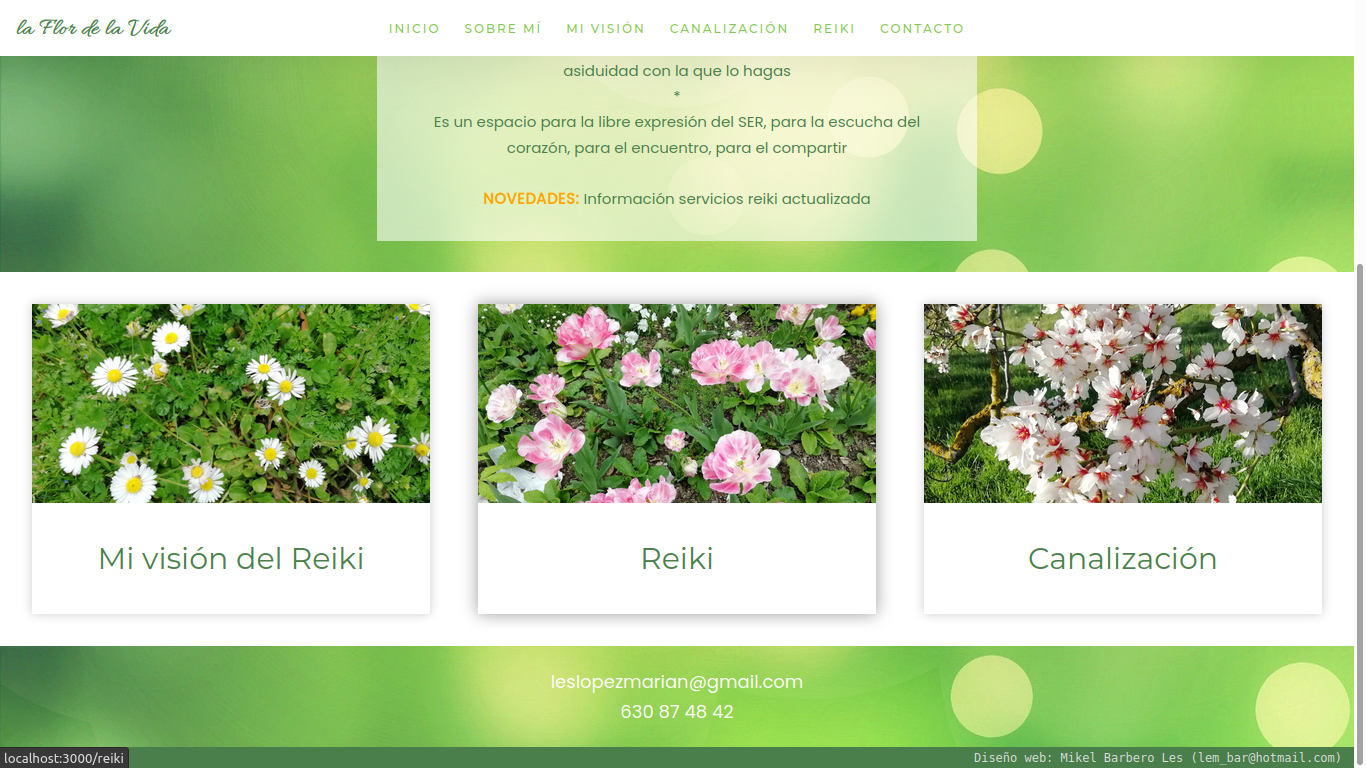 la Flor de la Vida
INICIO SOBRE MÍ MI VISIÓN CANALIZACIÓN REIKI CONTACTO
asiduidad con la que lo hagas
*
Es un espacio para la libre expresión del SER, para la escucha del
corazón, para el encuentro, para el compartir
NOVEDADES: Información servicios reiki actualizada
Mi visión del Reiki
Reiki
Canalización
leslopezmarian@gmail.com
630 87 48 42
localhost:3000/reiki
Diseño web: Mikel Barbero Les (lem_bar@hotmail.com)